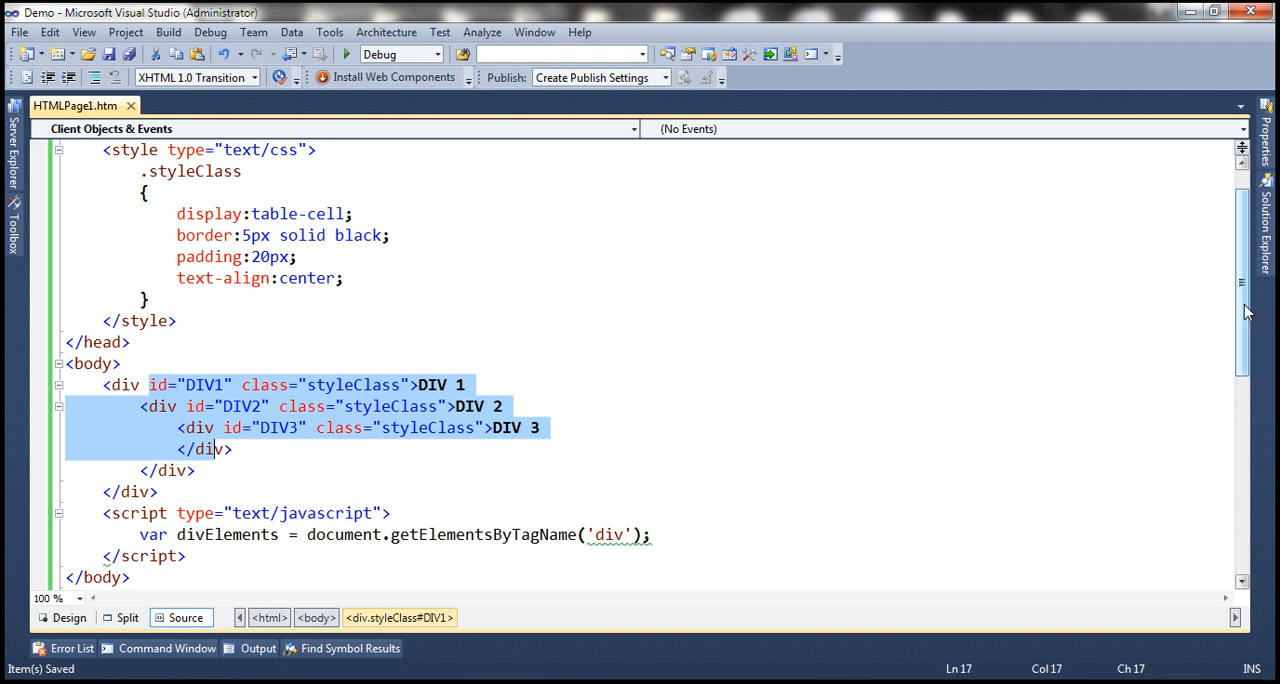 Demo - Microsoft Visual Studio (Administrator)
File Edit View Project Build Debug Team Data Tools Architecture Test Analyze Window Help
Debug
XHTML 1.0 Transition Install Web Components Publish: Create Publish Settings
HTMLPage1.htm
Client Objects & Events (No Events)
Server Explorer
Toolbox
Properties
Solution Explorer
<style type="text/css">
.styleClass
{
display:table-cell;
border:5px solid black;
padding:20px;
text-align:center;
}
</style>
</head>
<body>
<div id="DIV1" class="styleClass">DIV 1
<div id="DIV2" class="styleClass">DIV 2
<div id="DIV3" class="styleClass">DIV 3
</div>
</div>
</div>
<script type="text/javascript">
var divElements = document.getElementsByTagName('div');
</script>
</body>
100 %
Design Split Source <html> <body> <div.styleClass#DIV1>
Error List Command Window Output Find Symbol Results
Item(s) Saved Ln 17 Col 17 Ch 17 INS